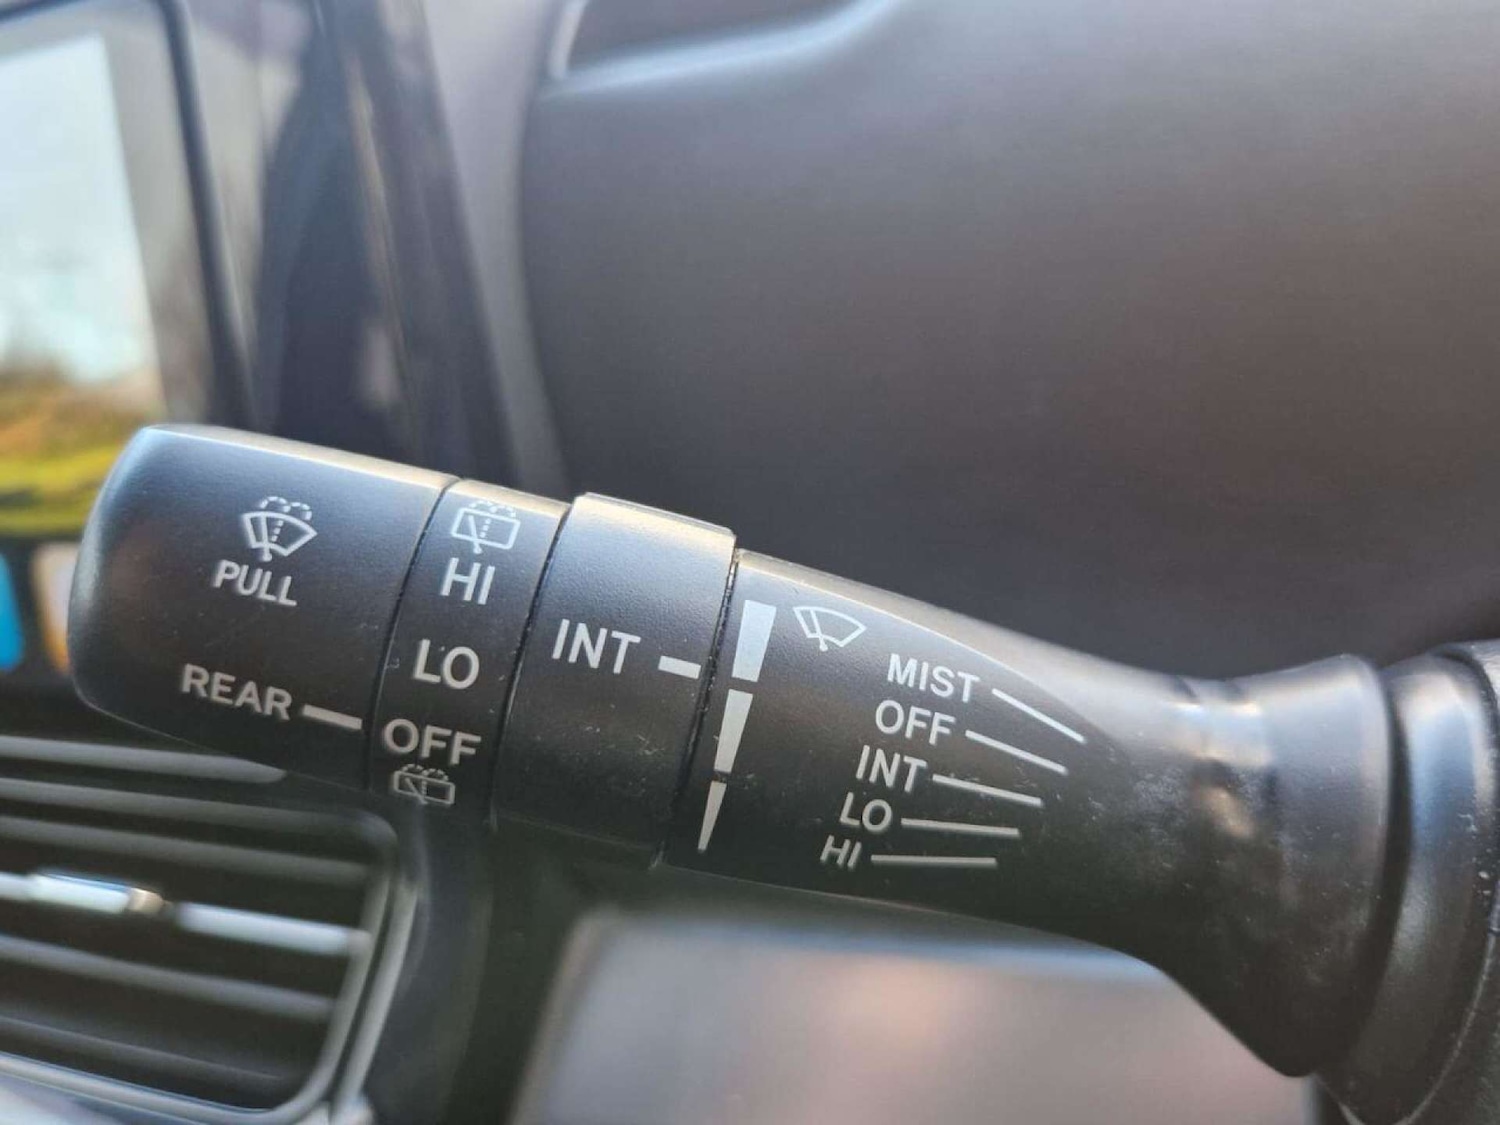 PULL
REAR
HI
LO
OFF
INT
MIST
OFF
INT
LO
HI